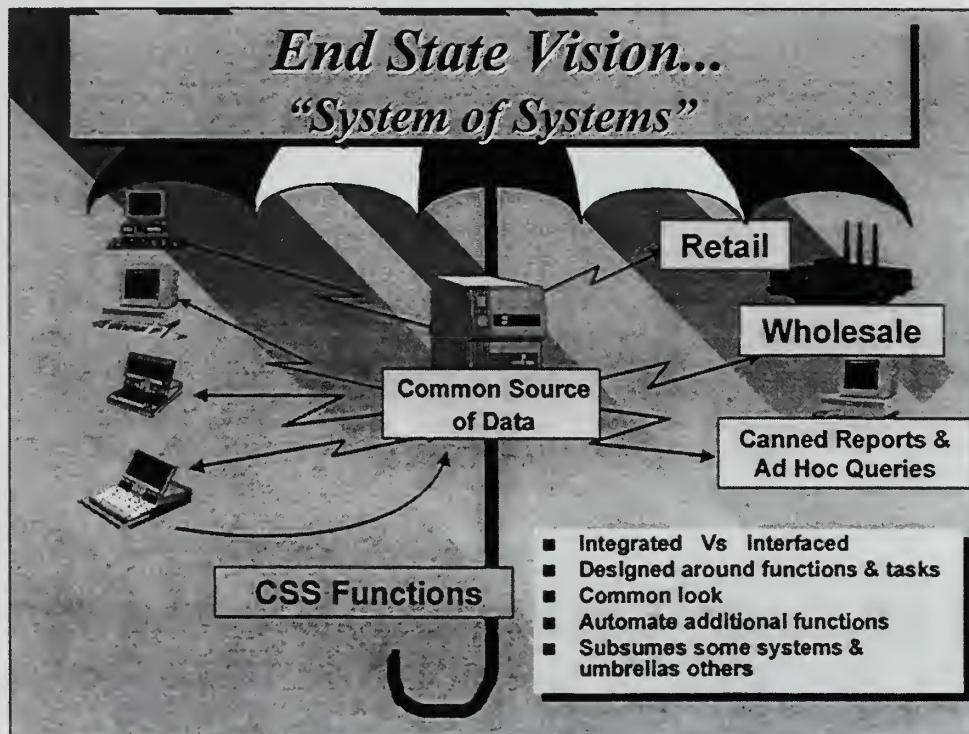 End State Vision...
“System of Systems”
Retail
Wholesale
Common Source
of Data
Canned Reports &
Ad Hoc Queries
CSS Functions
■ Integrated Vs Interfaced
■ Designed around functions & tasks
■ Common look
■ Automate additional functions
■ Subsumes some systems &
umbrellas others